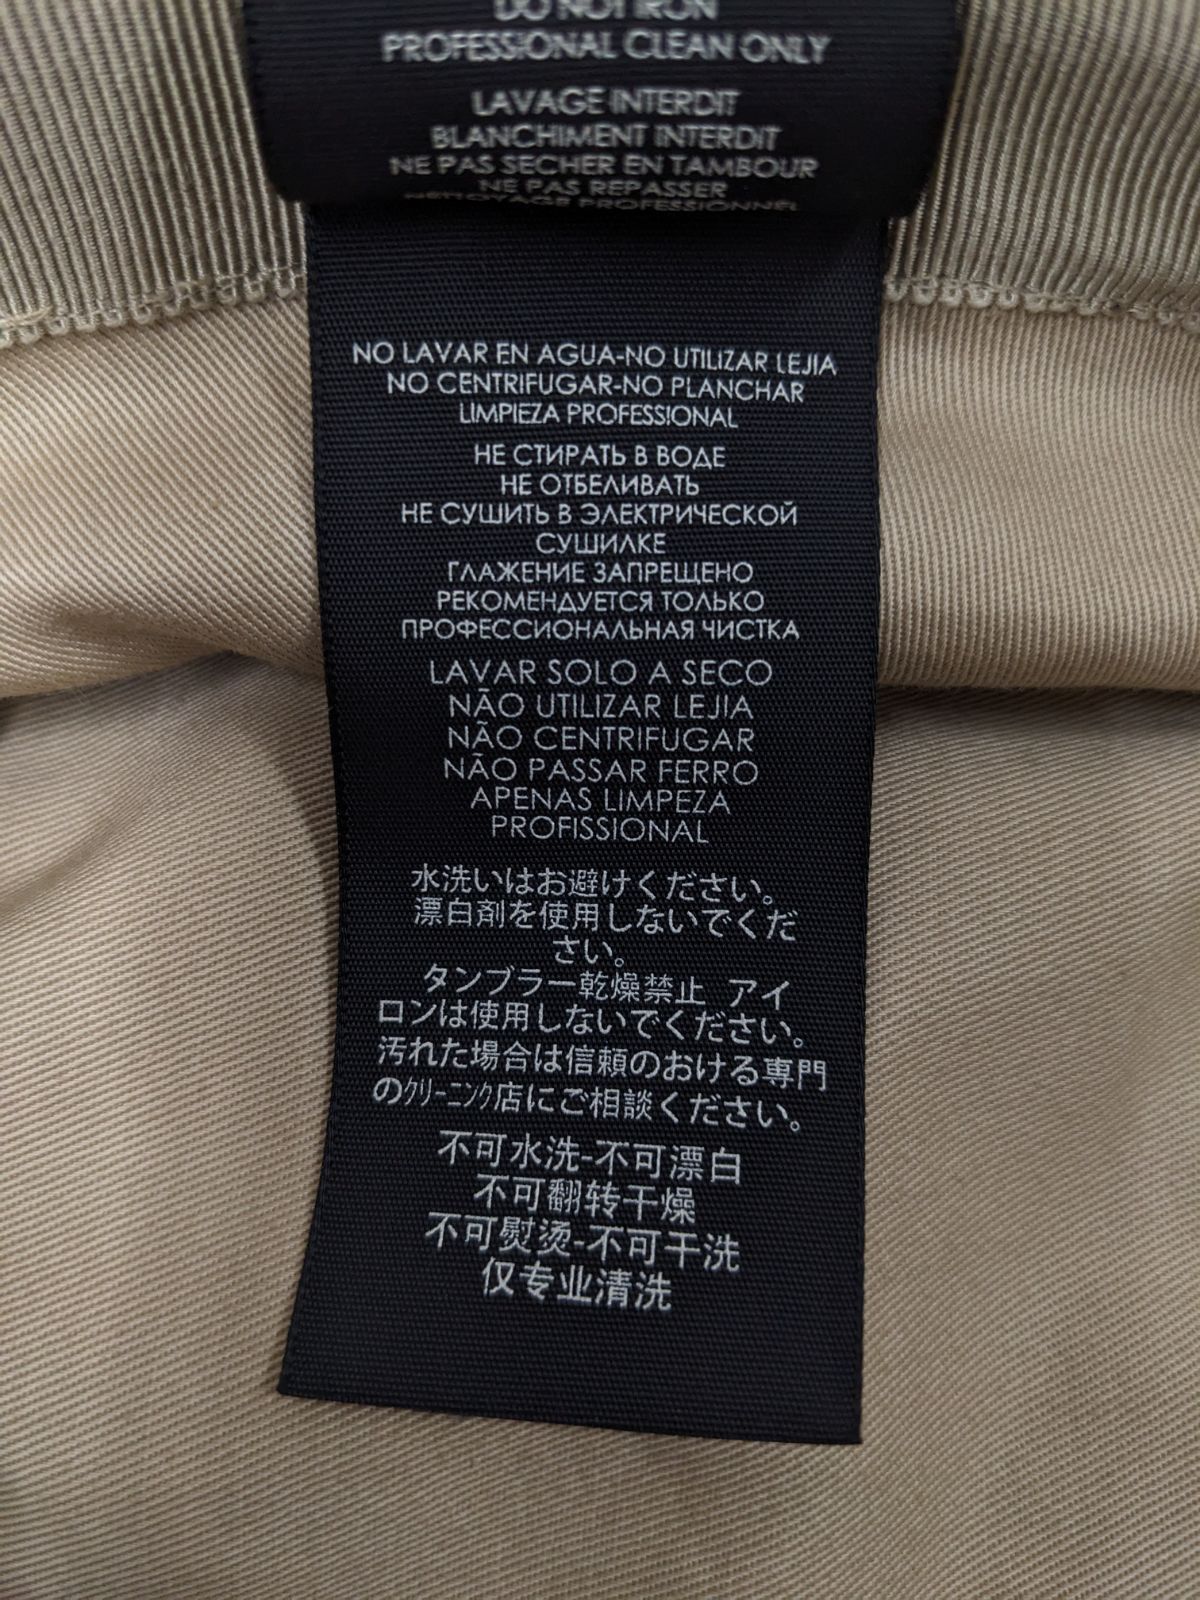 DO NOT IRON
PROFESSIONAL CLEAN ONLY
LAVAGE INTERDIT
BLANCHIMENT INTERDIT
NE PAS SECHER EN TAMBOUR
NE PAS REPASSER
NETTOYAGE PROFESSIONNEL
NO LAVAR EN AGUA-NO UTILIZAR LEJIA
NO CENTRIFUGAR-NO PLANCHAR
LIMPIEZA PROFESSIONAL
НЕ СТИРАТЬ В ВОДЕ
НЕ ОТБЕЛИВАТЬ
НЕ СУШИТЬ В ЭЛЕКТРИЧЕСКОЙ
СУШИЛКЕ
ГЛАЖЕНИЕ ЗАПРЕЩЕНО
РЕКОМЕНДУЕТСЯ ТОЛЬКО
ПРОФЕССИОНАЛЬНАЯ ЧИСТКА
LAVAR SOLO A SECO
NÃO UTILIZAR LEJIA
NÃO CENTRIFUGAR
NÃO PASSAR FERRO
APENAS LIMPEZA
PROFISSIONAL
水洗いはお避けください。
漂白剤を使用しないでくだ
さい。
タンブラー乾燥禁止 アイ
ロンは使用しないでください。
汚れた場合は信頼のおける専門
のクリーニング店にご相談ください。
不可水洗-不可漂白
不可翻转干燥
不可熨烫-不可干洗
仅专业清洗